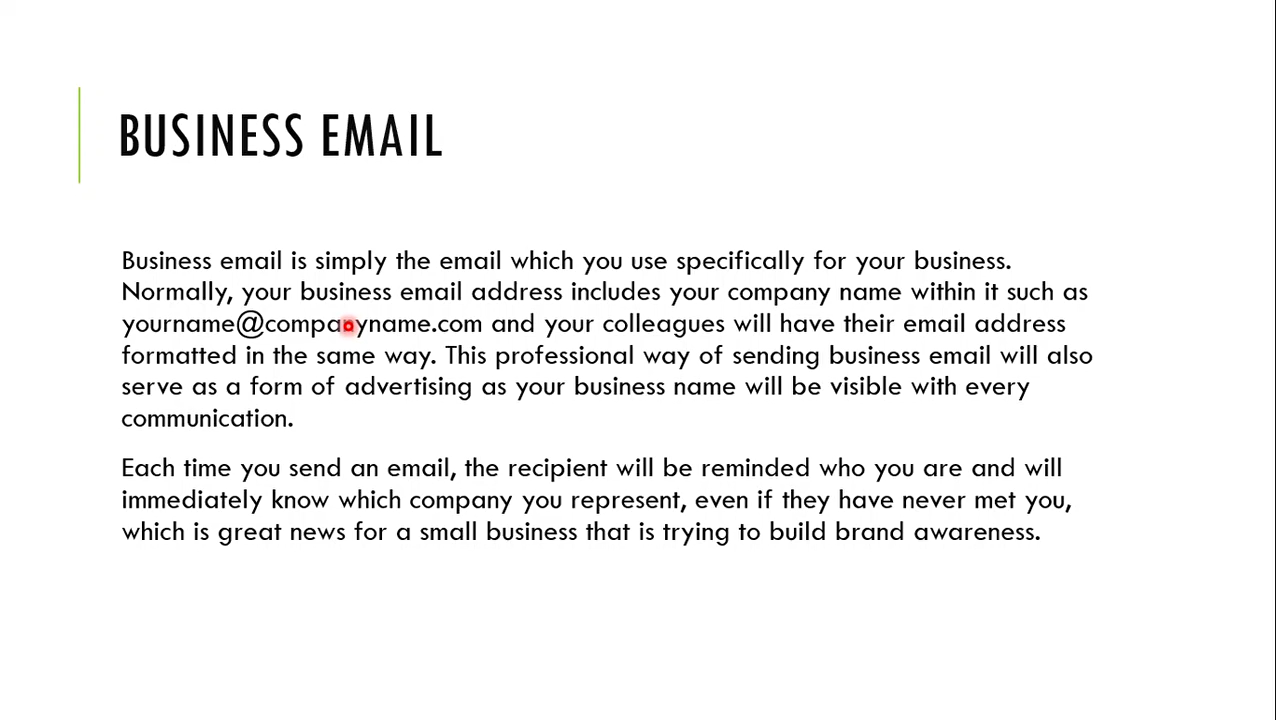 BUSINESS EMAIL
Business email is simply the email which you use specifically for your business.
Normally, your business email address includes your company name within it such as
yourname@companyname.com and your colleagues will have their email address
formatted in the same way. This professional way of sending business email will also
serve as a form of advertising as your business name will be visible with every
communication.
Each time you send an email, the recipient will be reminded who you are and will
immediately know which company you represent, even if they have never met you,
which is great news for a small business that is trying to build brand awareness.